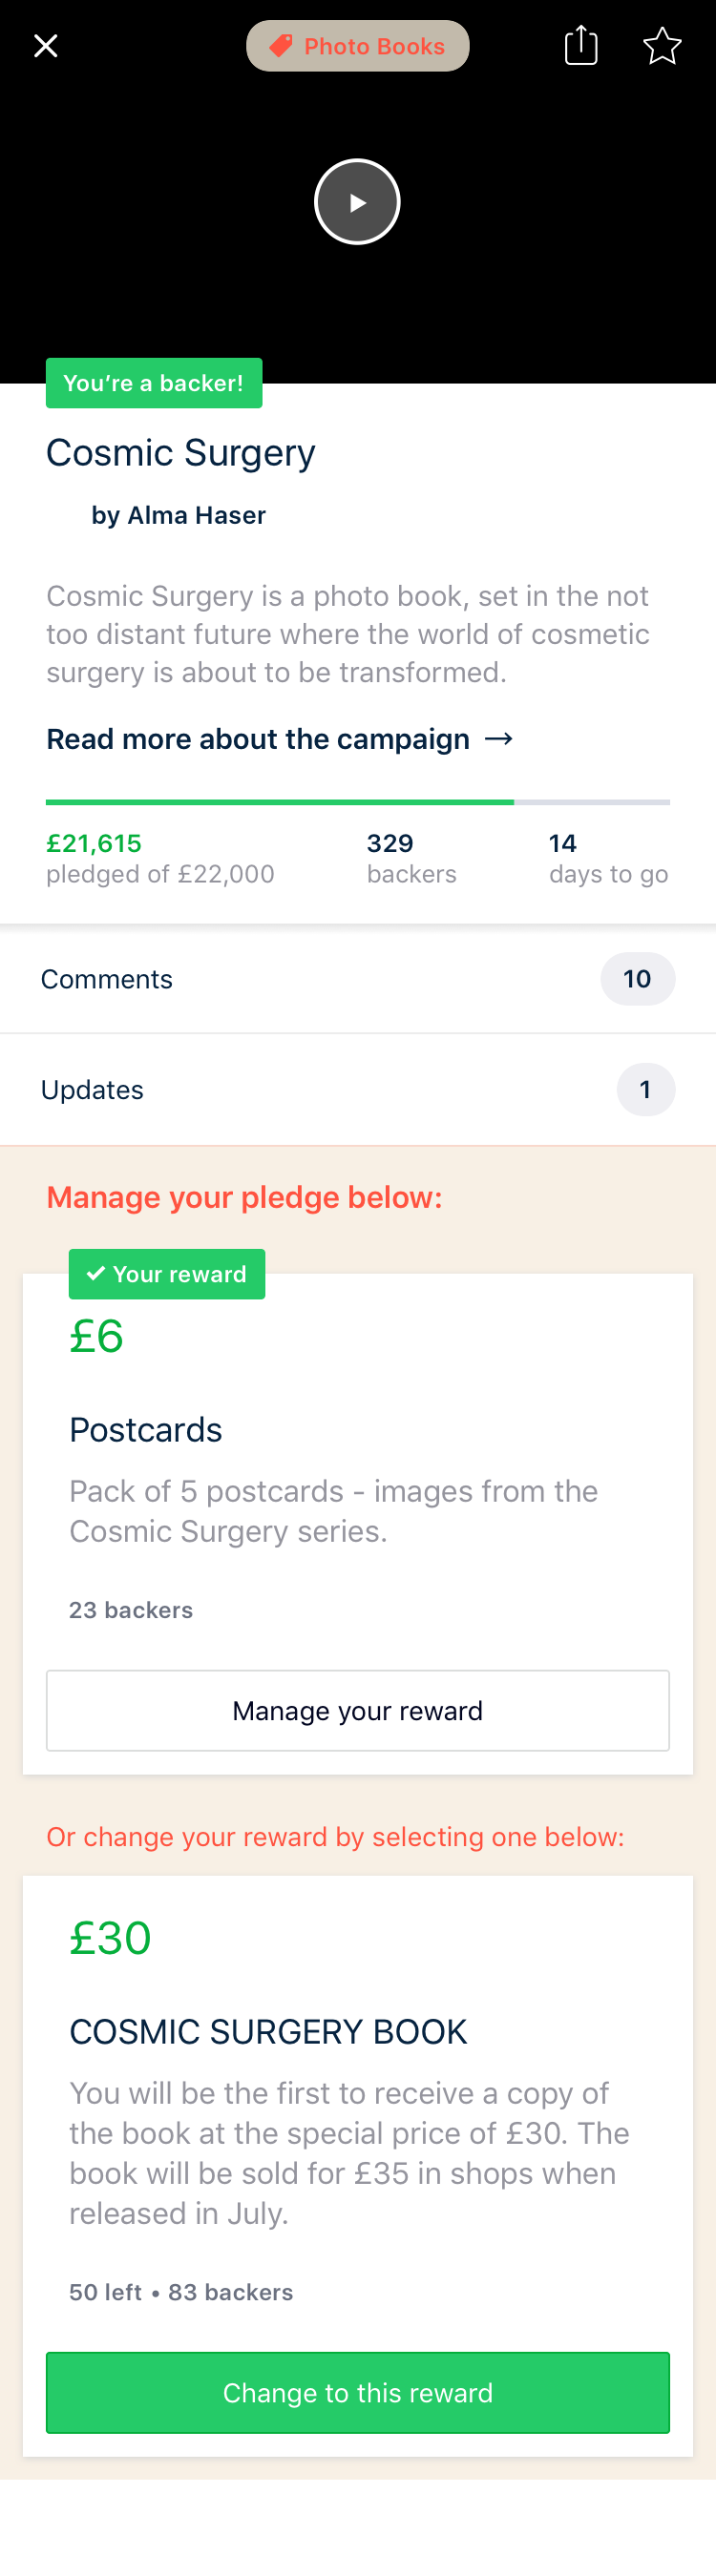 Photo Books
You’re a backer!
Cosmic Surgery
by Alma Haser
Cosmic Surgery is a photo book, set in the not
too distant future where the world of cosmetic
surgery is about to be transformed.
Read more about the campaign →
£21,615
pledged of £22,000
329
backers
14
days to go
Comments
10
Updates
1
Manage your pledge below:
✓ Your reward
£6
Postcards
Pack of 5 postcards - images from the
Cosmic Surgery series.
23 backers
Manage your reward
Or change your reward by selecting one below:
£30
COSMIC SURGERY BOOK
You will be the first to receive a copy of
the book at the special price of £30. The
book will be sold for £35 in shops when
released in July.
50 left • 83 backers
Change to this reward